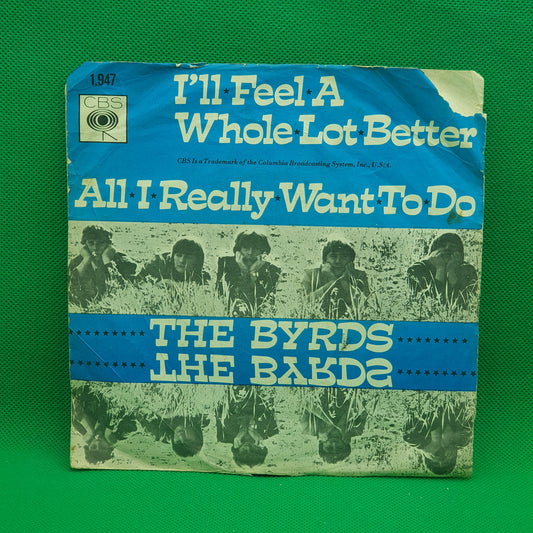 1.947
CBS
I'll★Feel★A
Whole★Lot★Better
CBS Is a Trademark of the Columbia Broadcasting System, Inc., U.S.A.
All★I★Really★Want★To★Do
THE BYRDS
THE BYRDS